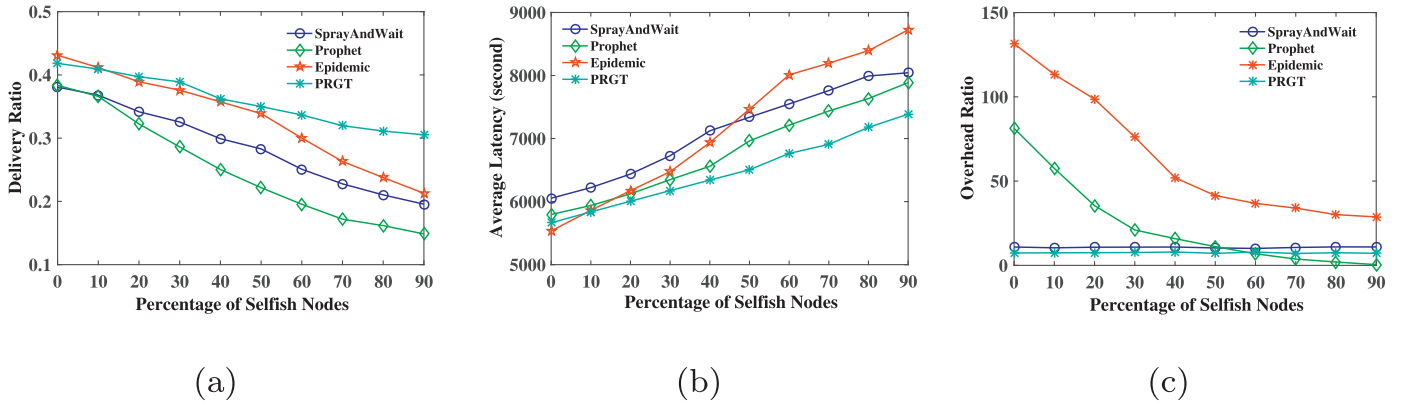 0.5
0.4
0.3
0.2
0.1
Delivery Ratio
SprayAndWait
Prophet
Epidemic
PRGT
0 10 20 30 40 50 60 70 80 90
Percentage of Selfish Nodes
(a)
9000
8000
7000
6000
5000
Average Latency (second)
SprayAndWait
Prophet
Epidemic
PRGT
0 10 20 30 40 50 60 70 80 90
Percentage of Selfish Nodes
(b)
150
100
50
0
Overhead Ratio
SprayAndWait
Prophet
Epidemic
PRGT
0 10 20 30 40 50 60 70 80 90
Percentage of Selfish Nodes
(c)